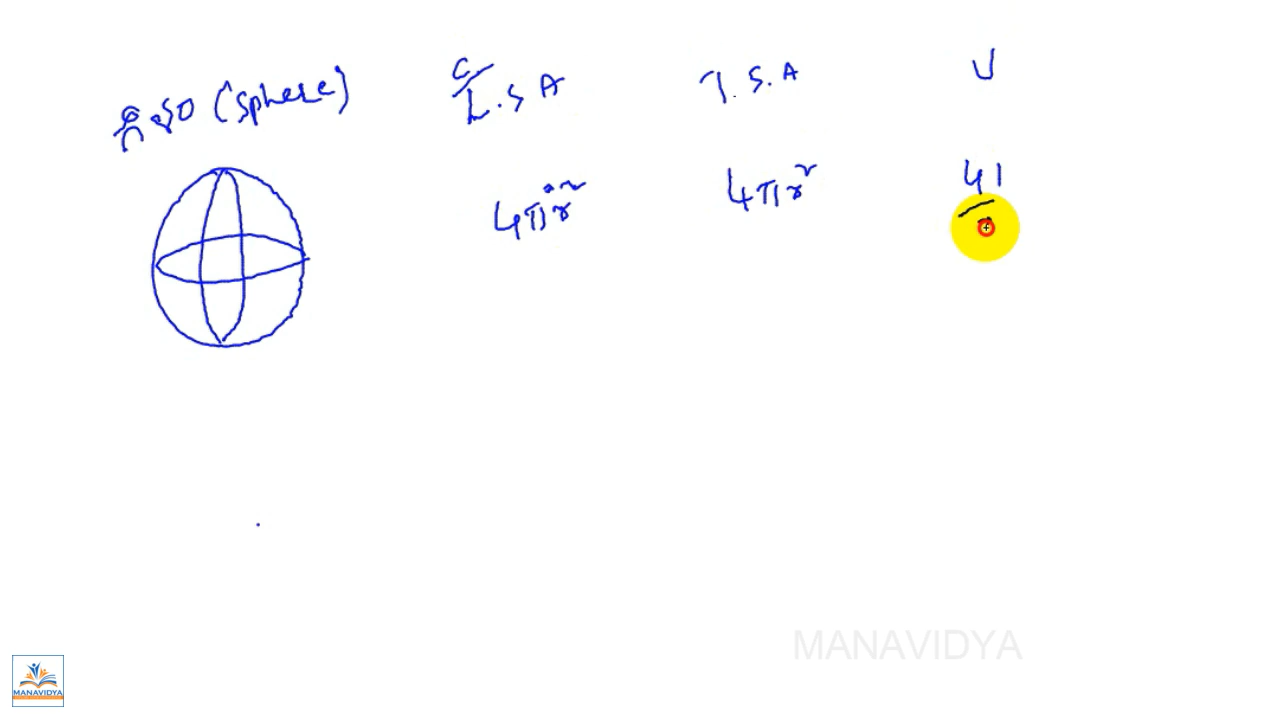 గోళం (sphere) C/L.S A T.S.A V
4πr² 4πr² 4
MANAVIDYA
MANAVIDYA